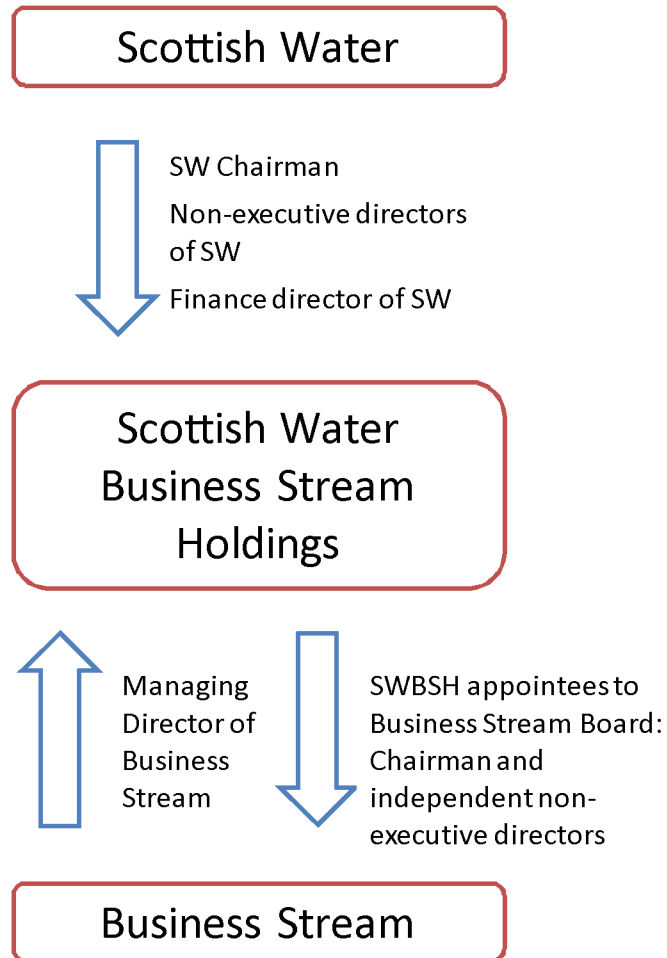 Scottish Water
SW Chairman
Non-executive directors
of SW
Finance director of SW
Scottish Water
Business Stream
Holdings
Managing
Director of
Business
Stream
SWBSH appointees to
Business Stream Board:
Chairman and
independent non-
executive directors
Business Stream